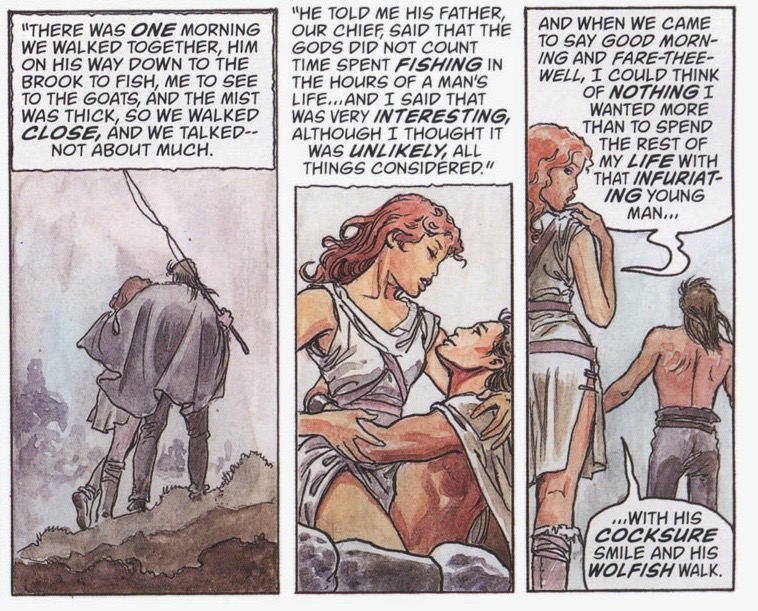 "THERE WAS ONE MORNING
WE WALKED TOGETHER, HIM
ON HIS WAY DOWN TO THE
BROOK TO FISH, ME TO SEE
TO THE GOATS, AND THE MIST
WAS THICK, SO WE WALKED
CLOSE, AND WE TALKED--
NOT ABOUT MUCH.
"HE TOLD ME HIS FATHER,
OUR CHIEF, SAID THAT THE
GODS DID NOT COUNT
TIME SPENT FISHING IN
THE HOURS OF A MAN'S
LIFE...AND I SAID THAT
WAS VERY INTERESTING,
ALTHOUGH I THOUGHT IT
WAS UNLIKELY, ALL
THINGS CONSIDERED."
AND WHEN WE CAME
TO SAY GOOD MORN-
ING AND FARE-THEE-
WELL, I COULD THINK
OF NOTHING I
WANTED MORE
THAN TO SPEND
THE REST OF
MY LIFE WITH
THAT INFURIAT-
ING YOUNG
MAN...
...WITH HIS
COCKSURE
SMILE AND HIS
WOLFISH WALK.